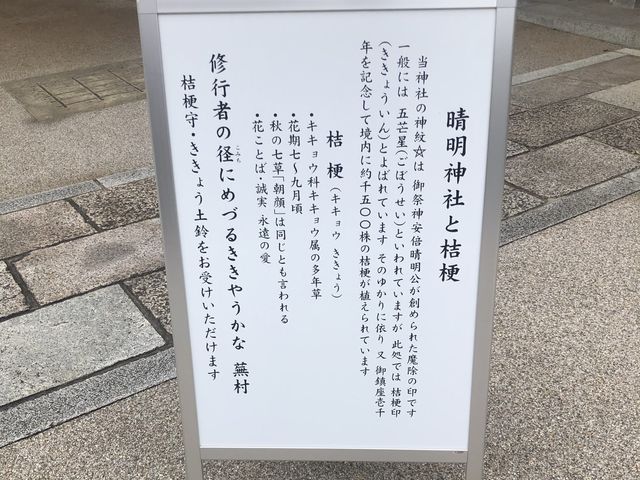 晴明神社と桔梗
当神社の神紋☆は 御祭神安倍晴明公が創められた魔除の印です
一般には 五芒星(ごぼうせい)といわれていますが 此処では 桔梗印
(ききょう いん)とよばれています そのゆかりに依り 又 御鎮座壱千
年を記念して境内に約千五〇〇株の桔梗が植えられています
桔 梗 (キキョウ ききょう)
・キキョウ科キキョウ属の多年草
・花期七～九月頃
・秋の七草「朝顔」は同じとも言われる
・花ことば・誠実 永遠の愛
修行者の径にめづるききやうかな 蕪村
こみち
桔梗守・ききょう土鈴をお受けいただけます